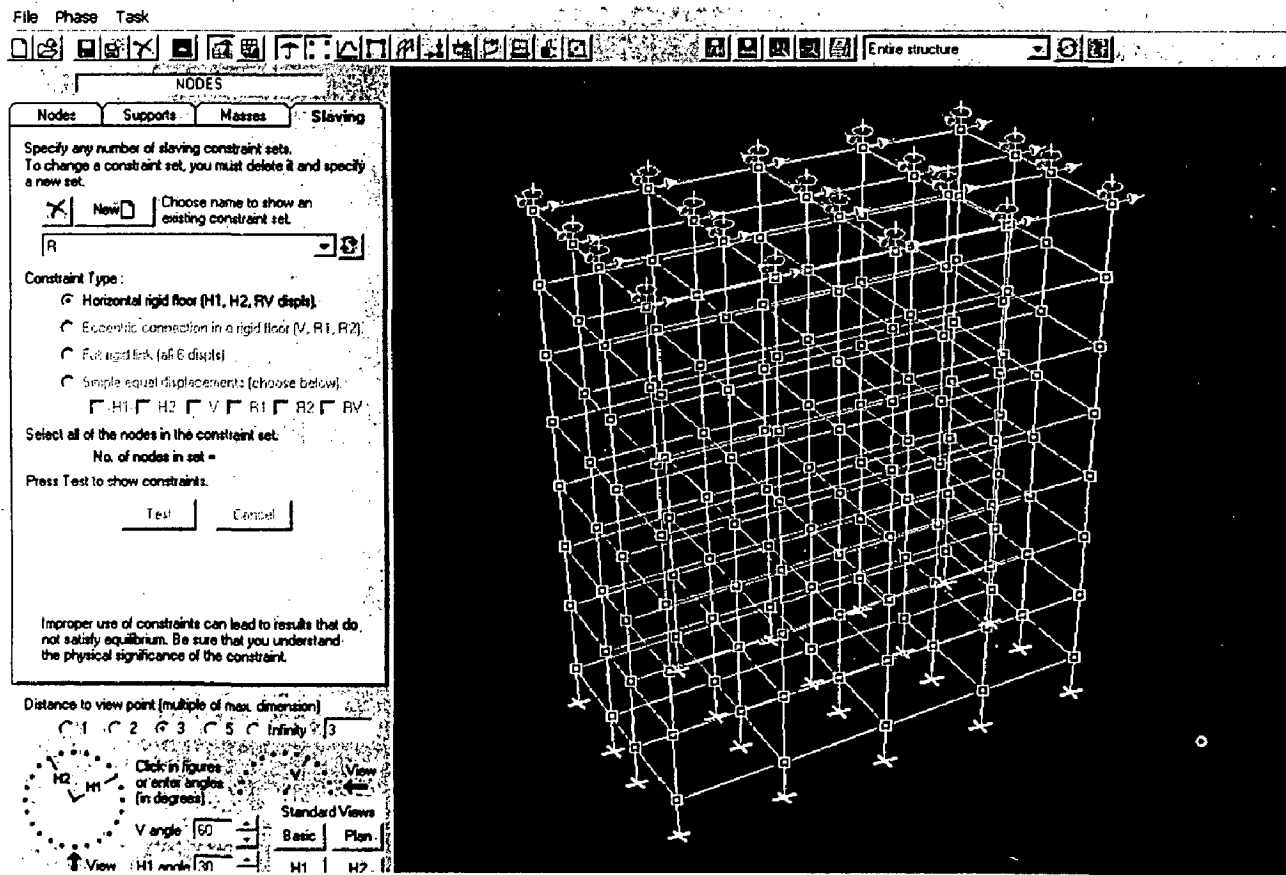 File Phase Task
Entire structure
NODES
Nodes Supports Masses Slaving
Specify any number of slaving constraint sets.
To change a constraint set, you must delete it and specify
a new set.
New Choose name to show an
existing constraint set.
R
Constraint Type :
Horizontal rigid floor (H1, H2, RV displs).
Eccentric connection in a rigid floor (V, R1, R2).
Full rigid link (all 6 displs)
Simple equal displacements (choose below).
H1 H2 V R1 R2 RV
Select all of the nodes in the constraint set.
No. of nodes in set =
Press Test to show constraints.
Test Cancel
Improper use of constraints can lead to results that do
not satisfy equilibrium. Be sure that you understand
the physical significance of the constraint.
Distance to view point (multiple of max. dimension)
1 2 3 5 Infinity 3
H2 H1
Click in figures
or enter angles
(in degrees)
V
View
Standard Views
V angle 60 Basic Plan
View H1 angle 30 H1 H2